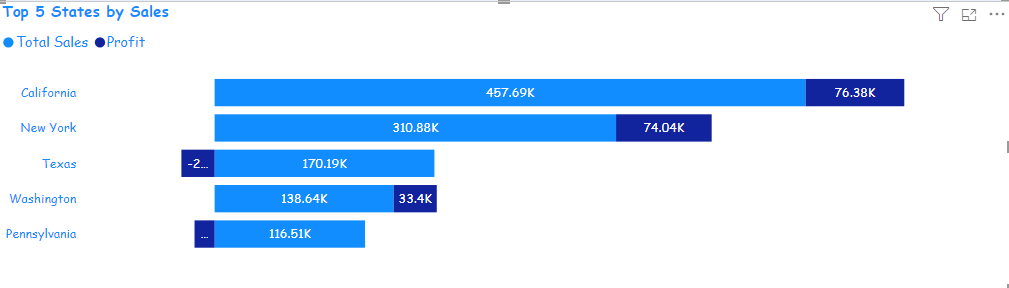 Top 5 States by Sales
Total Sales Profit
California 457.69K 76.38K
New York 310.88K 74.04K
Texas -2... 170.19K
Washington 138.64K 33.4K
Pennsylvania ... 116.51K